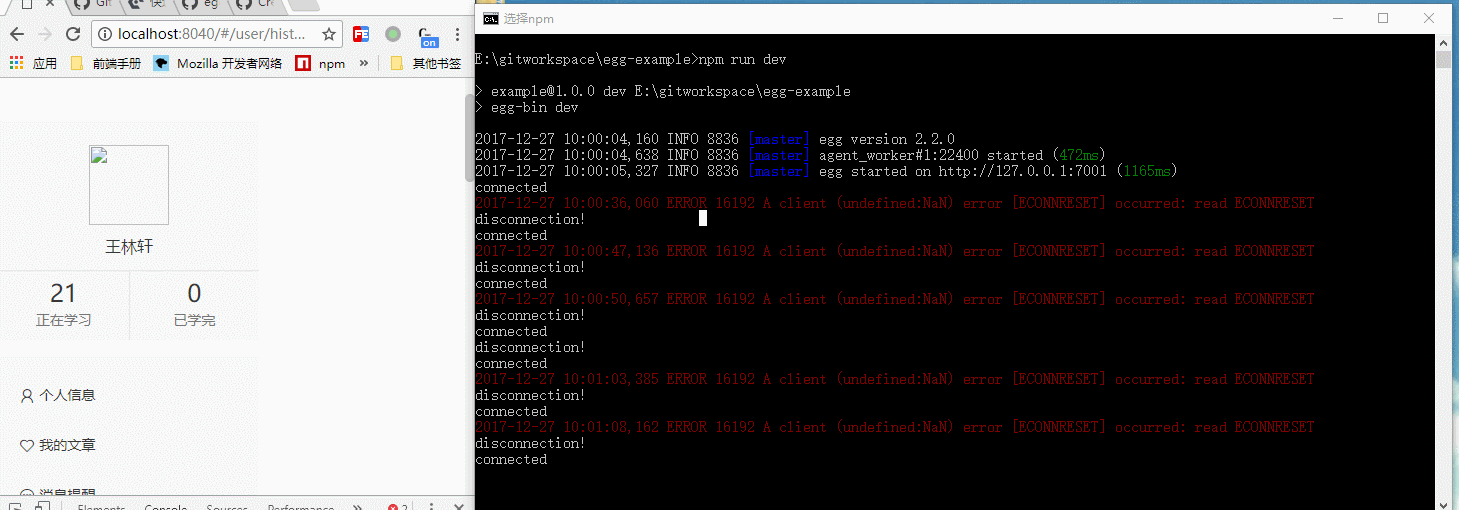 Git
eg
localhost:8040/#/user/hist...
FE
on
应用
前端手册
Mozilla 开发者网络
npm
»
其他书签
王林轩
21
0
正在学习
已学完
个人信息
我的文章
消息提醒
Elements
Console
Sources
Performance
»
2
选择npm
E:\gitworkspace\egg-example>npm run dev
> example@1.0.0 dev E:\gitworkspace\egg-example
> egg-bin dev
2017-12-27 10:00:04,160 INFO 8836 [master] egg version 2.2.0
2017-12-27 10:00:04,638 INFO 8836 [master] agent_worker#1:22400 started (472ms)
2017-12-27 10:00:05,327 INFO 8836 [master] egg started on http://127.0.0.1:7001 (1165ms)
connected
2017-12-27 10:00:36,060 ERROR 16192 A client (undefined:NaN) error [ECONNRESET] occurred: read ECONNRESET
disconnection!
connected
2017-12-27 10:00:47,136 ERROR 16192 A client (undefined:NaN) error [ECONNRESET] occurred: read ECONNRESET
disconnection!
connected
2017-12-27 10:00:50,657 ERROR 16192 A client (undefined:NaN) error [ECONNRESET] occurred: read ECONNRESET
disconnection!
connected
disconnection!
connected
2017-12-27 10:01:03,385 ERROR 16192 A client (undefined:NaN) error [ECONNRESET] occurred: read ECONNRESET
disconnection!
connected
2017-12-27 10:01:08,162 ERROR 16192 A client (undefined:NaN) error [ECONNRESET] occurred: read ECONNRESET
disconnection!
connected